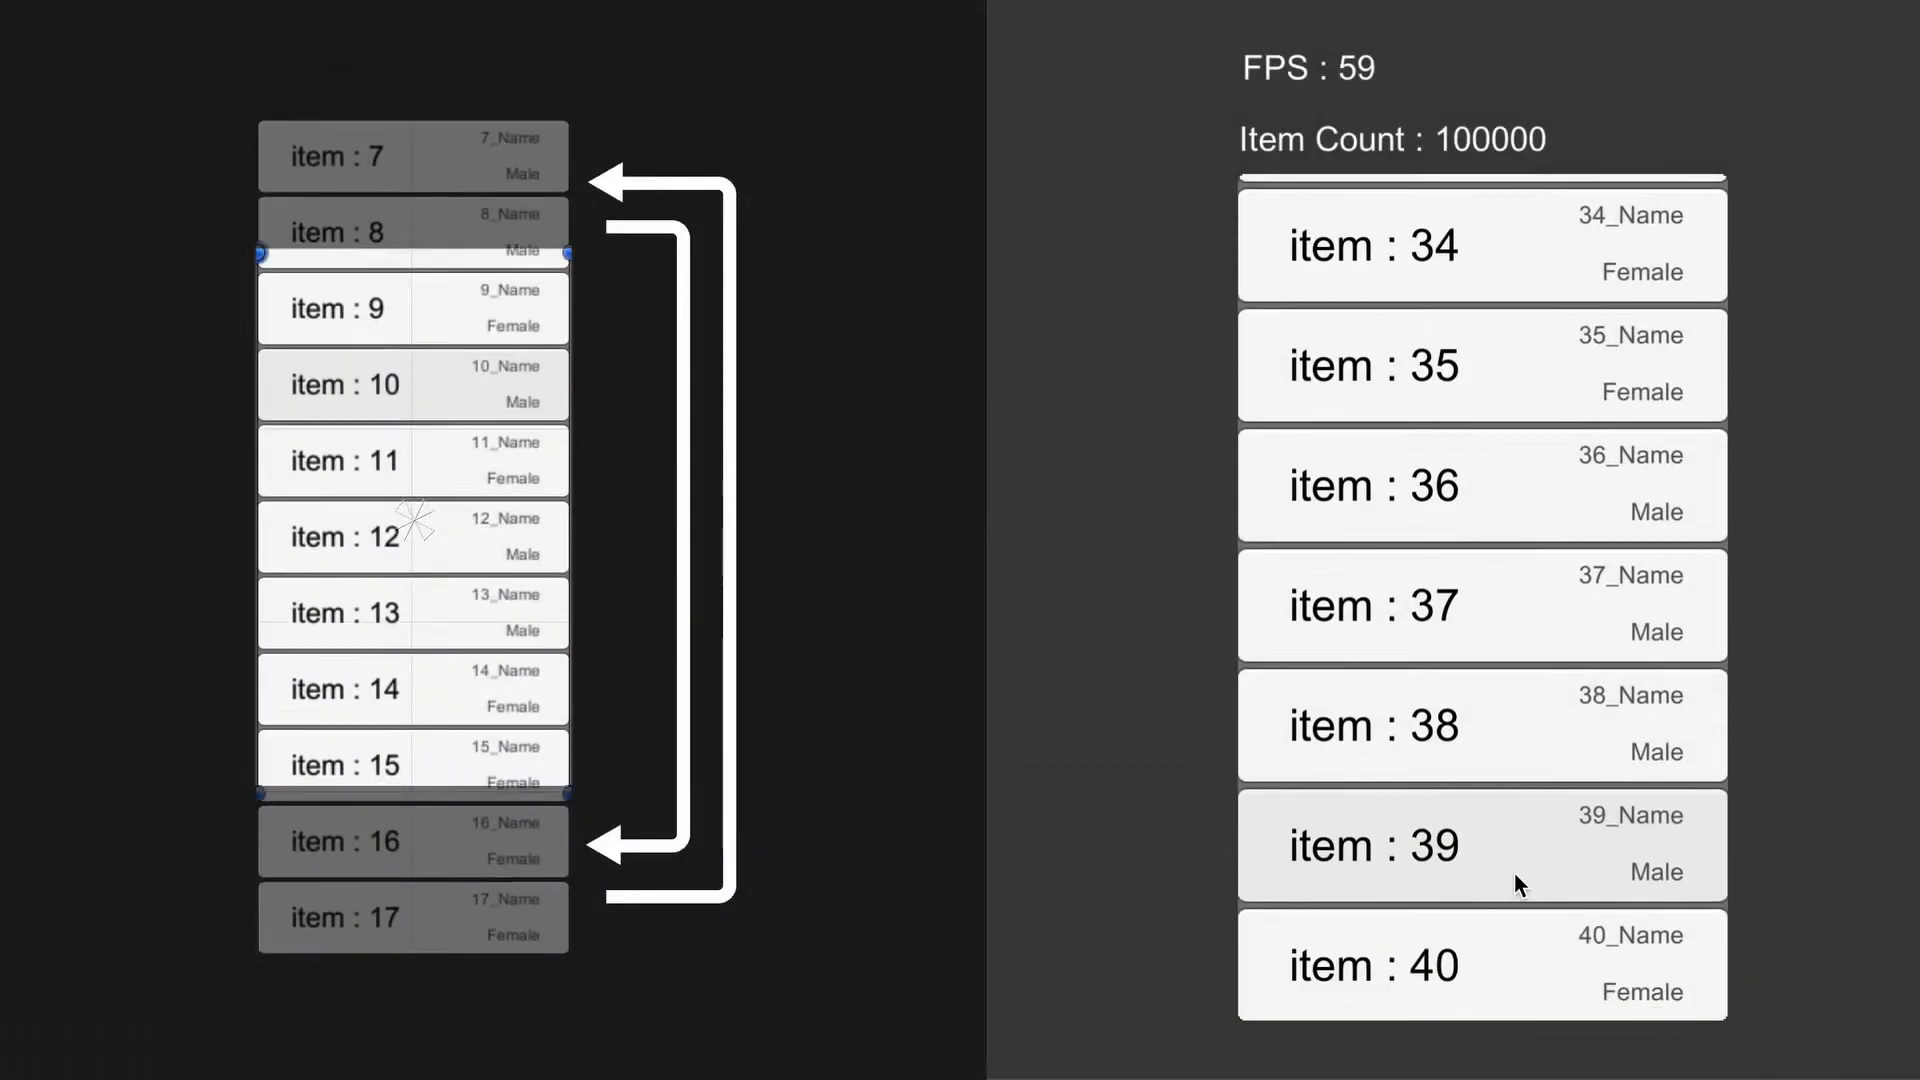 item : 7
7_Name
Male
item : 8
8_Name
Male
item : 9
9_Name
Female
item : 10
10_Name
Male
item : 11
11_Name
Female
item : 12
12_Name
Male
item : 13
13_Name
Male
item : 14
14_Name
Female
item : 15
15_Name
Female
item : 16
16_Name
Female
item : 17
17_Name
Female
FPS : 59
Item Count : 100000
item : 34
34_Name
Female
item : 35
35_Name
Female
item : 36
36_Name
Male
item : 37
37_Name
Male
item : 38
38_Name
Male
item : 39
39_Name
Male
item : 40
40_Name
Female